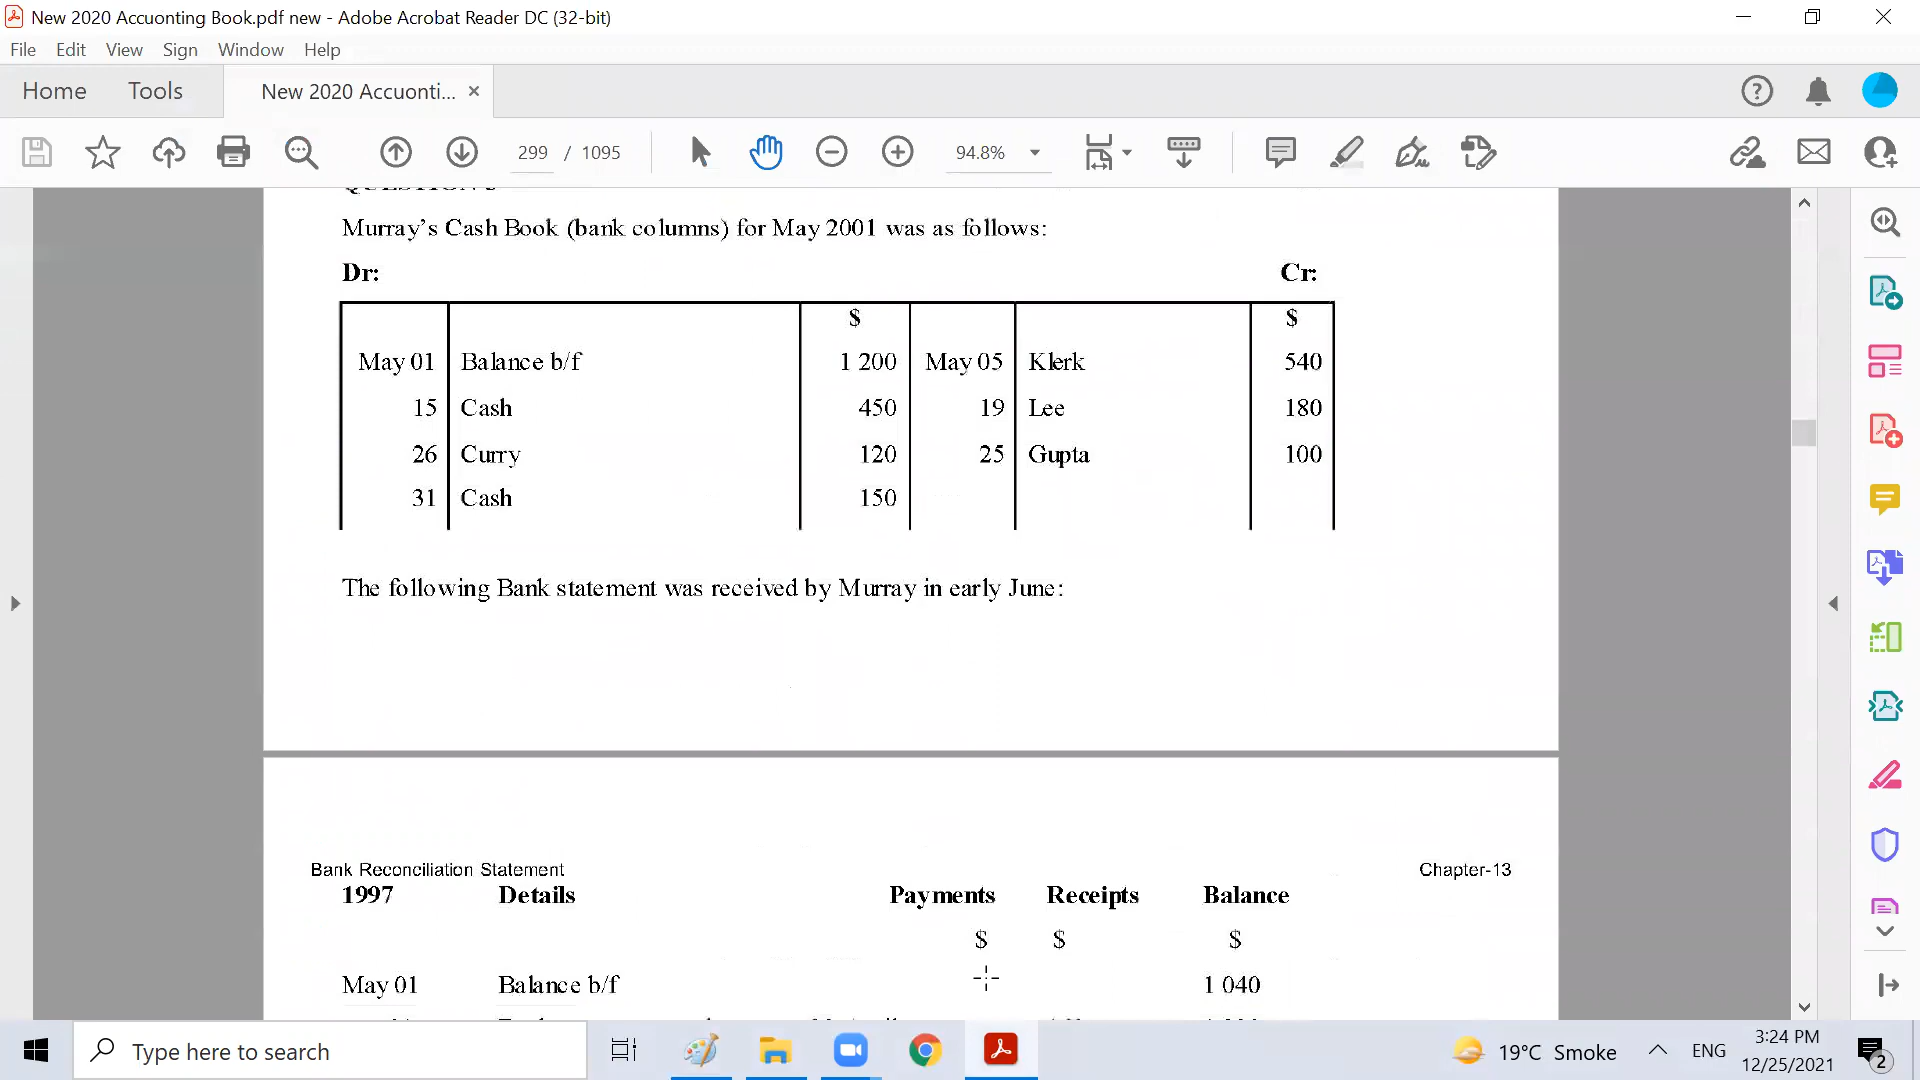 New 2020 Accuonting Book.pdf new - Adobe Acrobat Reader DC (32-bit)
File Edit View Sign Window Help
Home Tools New 2020 Accuonti... ×
299 / 1095 94.8%
Murray's Cash Book (bank columns) for May 2001 was as follows:
Dr: Cr:
$ $
May 01 Balance b/f 1 200 May 05 Klerk 540
15 Cash 450 19 Lee 180
26 Curry 120 25 Gupta 100
31 Cash 150
The following Bank statement was received by Murray in early June:
Bank Reconciliation Statement Chapter-13
1997 Details Payments Receipts Balance
$ $ $
May 01 Balance b/f 1 040
Type here to search
19°C Smoke ENG 3:24 PM
12/25/2021 2